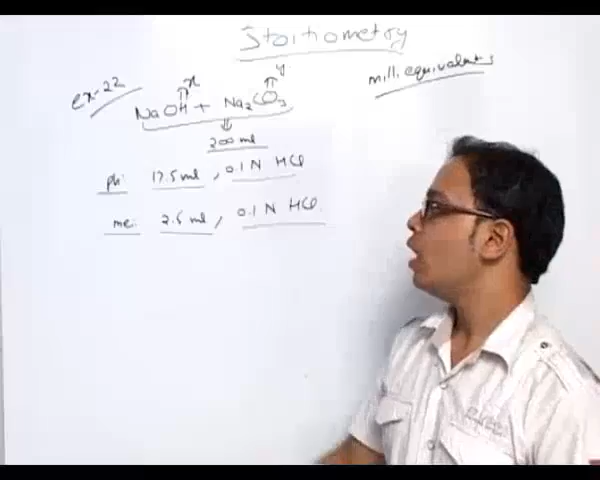 Stoitiometry
milli equivalents
ex-22
x
y
NaOH + Na2CO3
200 ml
ph: 17.5 ml, 0.1 N HCl
me: 2.5 ml, 0.1 N HCl